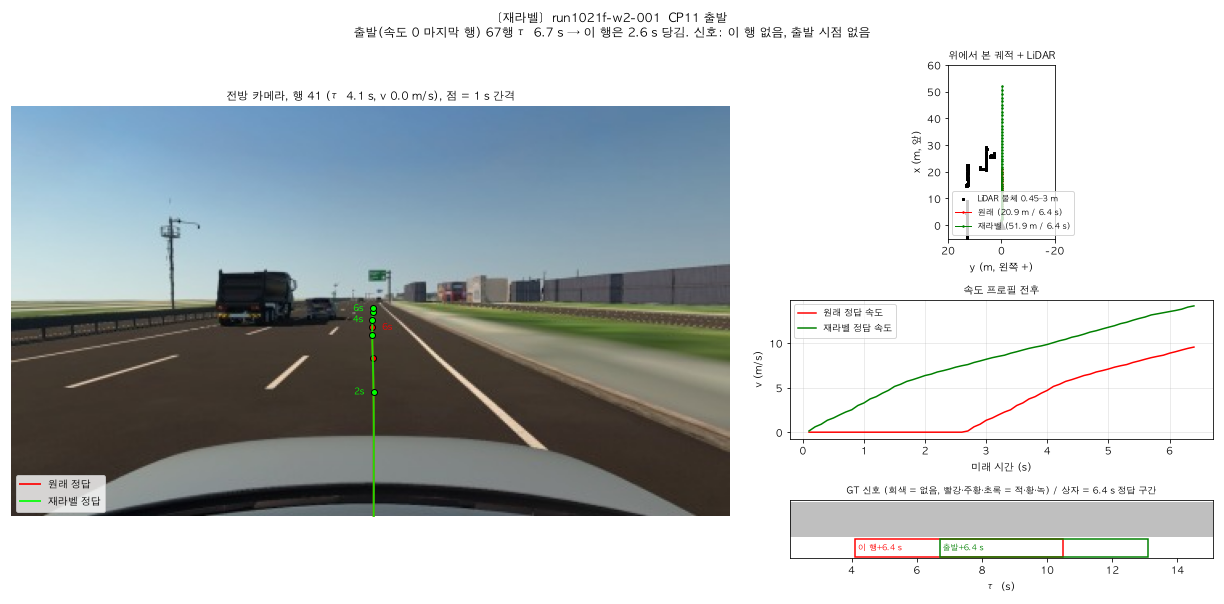 [재라벨] run1021f-w2-001 CP11 출발
출발(속도 0 마지막 행) 67행 τ 6.7 s → 이 행은 2.6 s 당김. 신호: 이 행 없음, 출발 시점 없음
전방 카메라, 행 41 (τ 4.1 s, v 0.0 m/s), 점 = 1 s 간격
6s
4s
2s
원래 정답
재라벨 정답
위에서 본 궤적 + LiDAR
60
50
40
30
20
10
0
x (m, 앞)
LiDAR 물체 0.45-3 m
원래 (20.9 m / 6.4 s)
재라벨 (51.9 m / 6.4 s)
20
0
-20
y (m, 왼쪽 +)
속도 프로필 전후
원래 정답 속도
재라벨 정답 속도
10
5
0
v (m/s)
0 1 2 3 4 5 6
미래 시간 (s)
GT 신호 (회색 = 없음, 빨강·주황·초록 = 적·황·녹) / 상자 = 6.4 s 정답 구간
이 행+6.4 s
출발+6.4 s
4 6 8 10 12 14
τ (s)